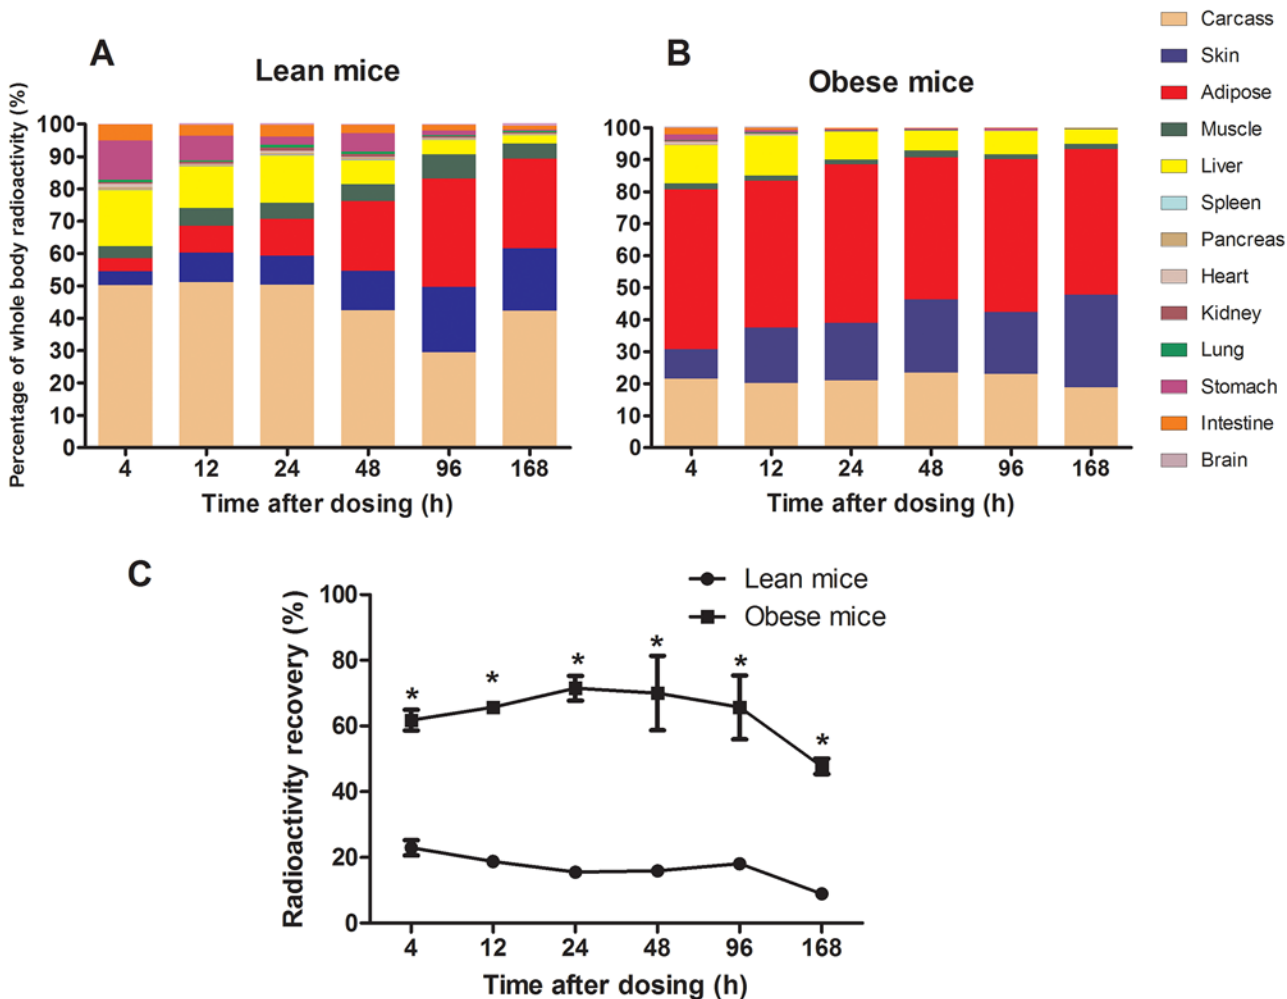 A
Lean mice
Percentage of whole body radioactivity (%)
100
90
80
70
60
50
40
30
20
10
0
4 12 24 48 96 168
Time after dosing (h)
B
Obese mice
100
90
80
70
60
50
40
30
20
10
0
4 12 24 48 96 168
Time after dosing (h)
Carcass
Skin
Adipose
Muscle
Liver
Spleen
Pancreas
Heart
Kidney
Lung
Stomach
Intestine
Brain
C
Lean mice
Obese mice
Radioactivity recovery (%)
100
80
60
40
20
0
* * * * * *
4 12 24 48 96 168
Time after dosing (h)